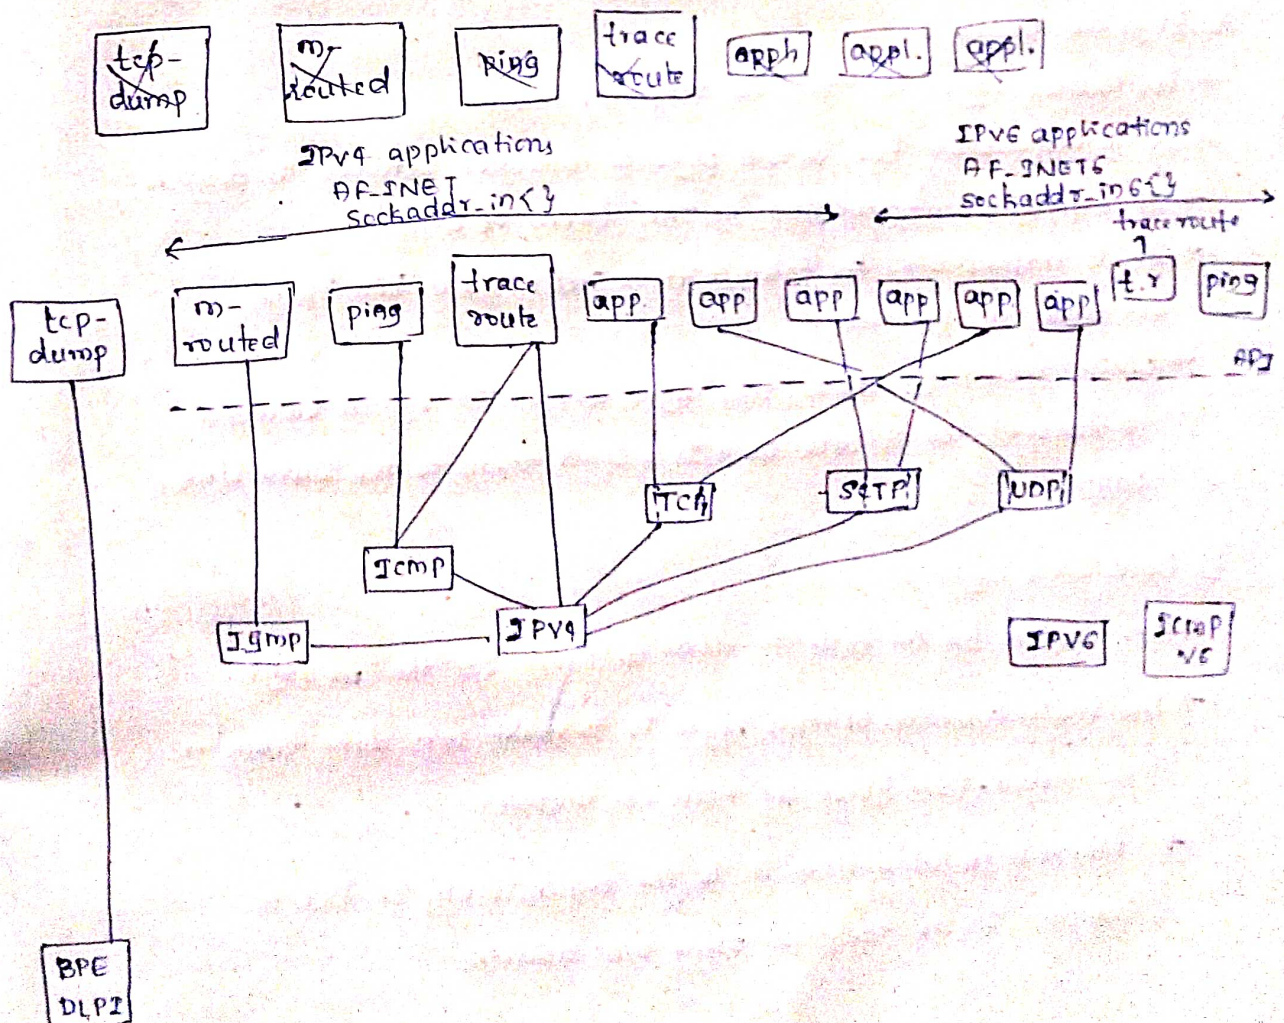 tcp-
dump
m-
routed
ping
trace
route
appl
appl.
appl.
IPv4 applications
AF_INET
Sockaddr_in{}
IPv6 applications
AF_INET6
sockaddr_in6{}
traceroute
tcp-
dump
m-
routed
ping
trace
route
app.
app
app
app
app
app
t.r
ping
API
TCP
SCTP
UDP
Icmp
Igmp
IPV4
IPV6
Icmp
V6
BPE
DLPI